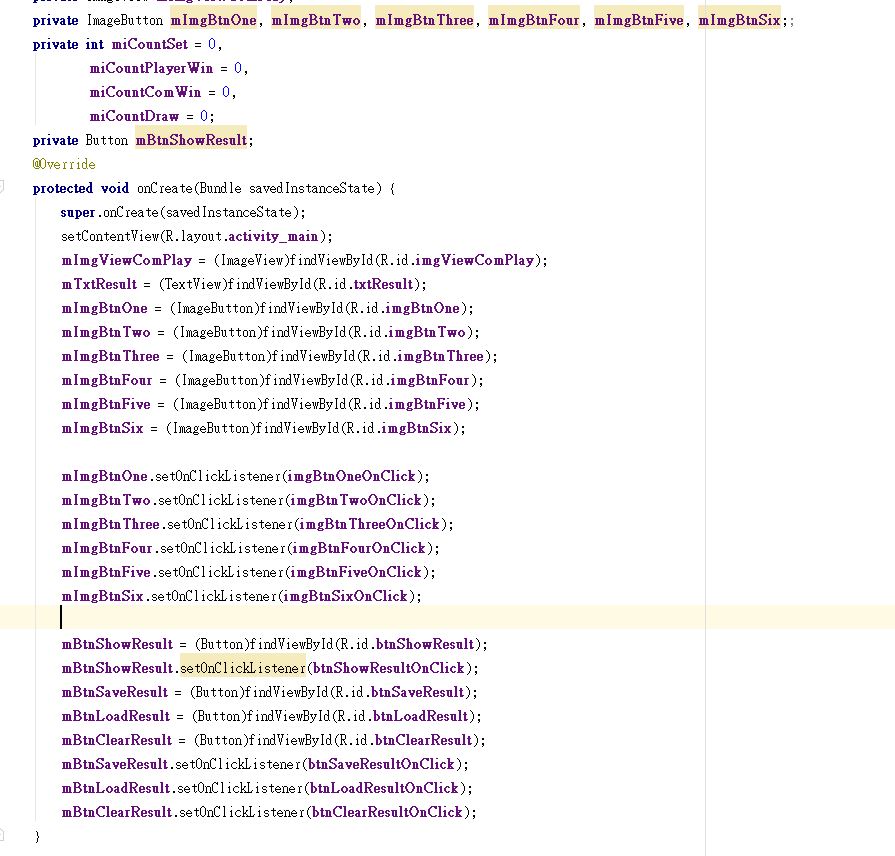 private ImageButton mImgBtnOne, mImgBtnTwo, mImgBtnThree, mImgBtnFour, mImgBtnFive, mImgBtnSix;;
private int miCountSet = 0,
miCountPlayerWin = 0,
miCountComWin = 0,
miCountDraw = 0;
private Button mBtnShowResult;
@Override
protected void onCreate(Bundle savedInstanceState) {
super.onCreate(savedInstanceState);
setContentView(R.layout.activity_main);
mImgViewComPlay = (ImageView)findViewById(R.id.imgViewComPlay);
mTxtResult = (TextView)findViewById(R.id.txtResult);
mImgBtnOne = (ImageButton)findViewById(R.id.imgBtnOne);
mImgBtnTwo = (ImageButton)findViewById(R.id.imgBtnTwo);
mImgBtnThree = (ImageButton)findViewById(R.id.imgBtnThree);
mImgBtnFour = (ImageButton)findViewById(R.id.imgBtnFour);
mImgBtnFive = (ImageButton)findViewById(R.id.imgBtnFive);
mImgBtnSix = (ImageButton)findViewById(R.id.imgBtnSix);
mImgBtnOne.setOnClickListener(imgBtnOneOnClick);
mImgBtnTwo.setOnClickListener(imgBtnTwoOnClick);
mImgBtnThree.setOnClickListener(imgBtnThreeOnClick);
mImgBtnFour.setOnClickListener(imgBtnFourOnClick);
mImgBtnFive.setOnClickListener(imgBtnFiveOnClick);
mImgBtnSix.setOnClickListener(imgBtnSixOnClick);
mBtnShowResult = (Button)findViewById(R.id.btnShowResult);
mBtnShowResult.setOnClickListener(btnShowResultOnClick);
mBtnSaveResult = (Button)findViewById(R.id.btnSaveResult);
mBtnLoadResult = (Button)findViewById(R.id.btnLoadResult);
mBtnClearResult = (Button)findViewById(R.id.btnClearResult);
mBtnSaveResult.setOnClickListener(btnSaveResultOnClick);
mBtnLoadResult.setOnClickListener(btnLoadResultOnClick);
mBtnClearResult.setOnClickListener(btnClearResultOnClick);
}